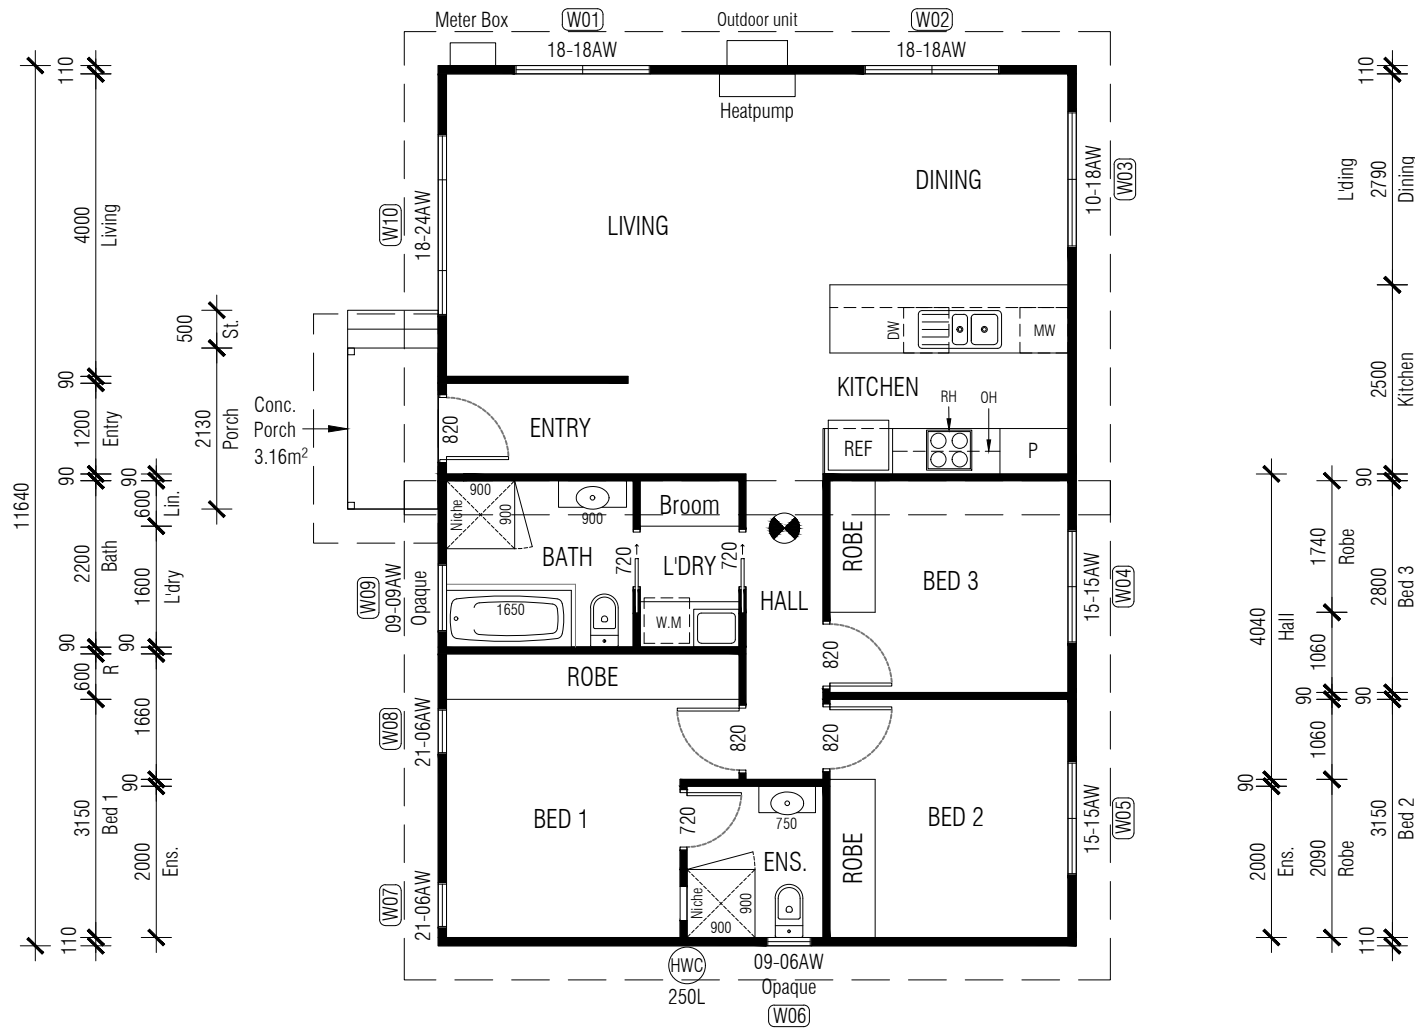 Meter Box
W01
18-18AW
Outdoor unit
W02
18-18AW
Heatpump
110
4000
Living
90
1200
Entry
90
2200
Bath
90
600
R
3150
Bed 1
110
11640
90
600
Lin.
1600
L'dry
90
1660
90
2000
Ens.
500
St.
2130
Porch
Conc.
Porch
3.16m²
W10
18-24AW
LIVING
DINING
10-18AW
W03
DW
MW
KITCHEN
RH
OH
REF
P
820
ENTRY
900
Niche
900
900
BATH
1650
720
Broom
L'DRY
W.M
720
HALL
ROBE
BED 3
820
W09
09-09AW
Opaque
15-15AW
W04
ROBE
W08
21-06AW
820
820
BED 1
720
750
ENS.
Niche
900
900
ROBE
BED 2
15-15AW
W05
W07
21-06AW
HWC
250L
09-06AW
Opaque
W06
110
L'ding
2790
Dining
2500
Kitchen
90
2800
Bed 3
90
3150
Bed 2
110
1740
Robe
1060
90
1060
2090
Robe
4040
Hall
90
2000
Ens.